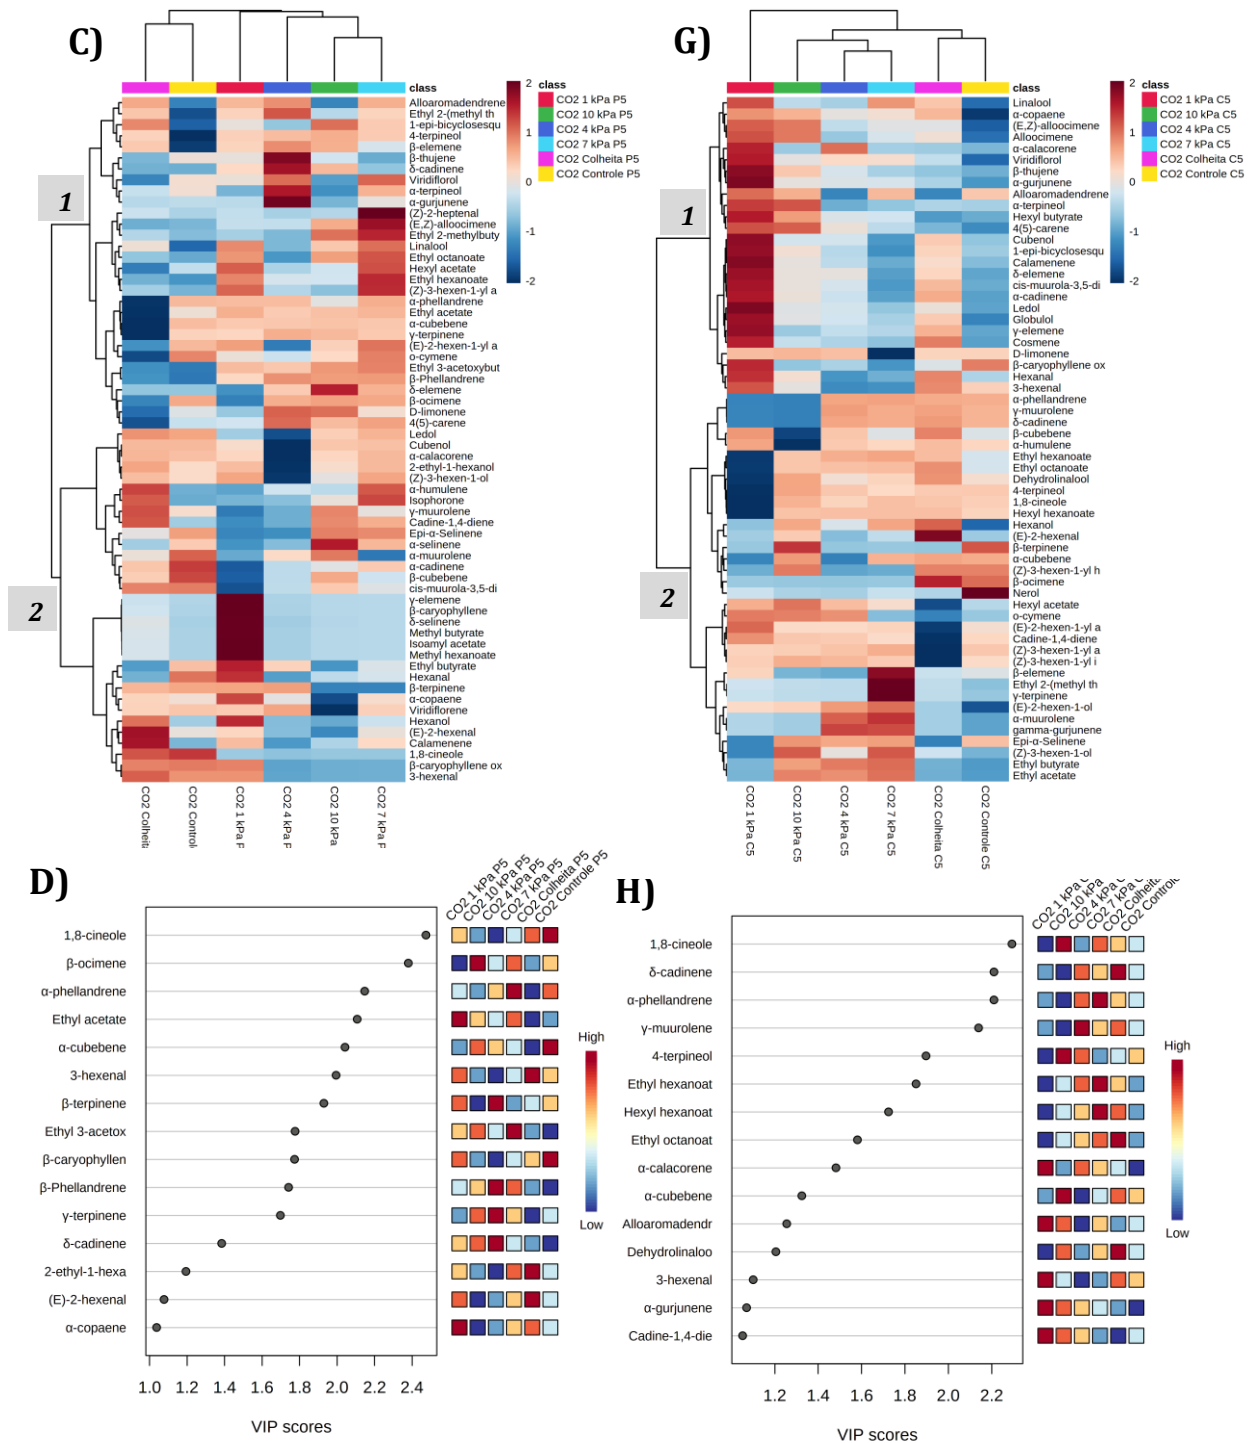 C)
class
CO2 1 kPa P5
CO2 10 kPa P5
CO2 4 kPa P5
CO2 7 kPa P5
CO2 Colheita P5
CO2 Controle P5
2
1
0
-1
-2
1
2
Alloaromadendrene
Ethyl 2-(methyl th
1-epi-bicyclosesqu
4-terpineol
β-elemene
β-thujene
δ-cadinene
Viridiflorol
α-terpineol
α-gurjunene
(Z)-2-heptenal
(E,Z)-alloocimene
Ethyl 2-methylbuty
Linalool
Ethyl octanoate
Hexyl acetate
Ethyl hexanoate
(Z)-3-hexen-1-yl a
α-phellandrene
Ethyl acetate
α-cubebene
γ-terpinene
(E)-2-hexen-1-yl a
o-cymene
Ethyl 3-acetoxybut
β-Phellandrene
δ-elemene
β-ocimene
D-limonene
4(5)-carene
Ledol
Cubenol
α-calacorene
2-ethyl-1-hexanol
(Z)-3-hexen-1-ol
α-humulene
Isophorone
γ-muurolene
Cadine-1,4-diene
Epi-α-Selinene
α-selinene
α-muurolene
α-cadinene
β-cubebene
cis-muurola-3,5-di
γ-elemene
β-caryophyllene
δ-selinene
Methyl butyrate
Isoamyl acetate
Methyl hexanoate
Ethyl butyrate
Hexanal
β-terpinene
α-copaene
Viridiflorene
Hexanol
(E)-2-hexenal
Calamenene
1,8-cineole
β-caryophyllene ox
3-hexenal
CO2 Colheita
CO2 Control
CO2 1 kPa F
CO2 4 kPa F
CO2 10 kPa
CO2 7 kPa F
G)
class
CO2 1 kPa C5
CO2 10 kPa C5
CO2 4 kPa C5
CO2 7 kPa C5
CO2 Colheita C5
CO2 Controle C5
2
1
0
-1
-2
1
2
Linalool
α-copaene
(E,Z)-alloocimene
Alloocimene
α-calacorene
Viridiflorol
β-thujene
α-gurjunene
Alloaromadendrene
α-terpineol
Hexyl butyrate
4(5)-carene
Cubenol
1-epi-bicyclosesqu
Calamenene
δ-elemene
cis-muurola-3,5-di
α-cadinene
Ledol
Globulol
γ-elemene
Cosmene
D-limonene
β-caryophyllene ox
Hexanal
3-hexenal
α-phellandrene
γ-muurolene
δ-cadinene
β-cubebene
α-humulene
Ethyl hexanoate
Ethyl octanoate
Dehydrolinalool
4-terpineol
1,8-cineole
Hexyl hexanoate
Hexanol
(E)-2-hexenal
β-terpinene
α-cubebene
(Z)-3-hexen-1-yl h
β-ocimene
Nerol
Hexyl acetate
o-cymene
(E)-2-hexen-1-yl a
Cadine-1,4-diene
(Z)-3-hexen-1-yl a
(Z)-3-hexen-1-yl i
β-elemene
Ethyl 2-(methyl th
γ-terpinene
(E)-2-hexen-1-ol
α-muurolene
gamma-gurjunene
Epi-α-Selinene
(Z)-3-hexen-1-ol
Ethyl butyrate
Ethyl acetate
CO2 1 kPa C5
CO2 10 kPa C5
CO2 4 kPa C5
CO2 7 kPa C5
CO2 Colheita C5
CO2 Controle C5
D)
CO2 1 kPa P5
CO2 10 kPa P5
CO2 4 kPa P5
CO2 7 kPa P5
CO2 Colheita P5
CO2 Controle P5
1,8-cineole
β-ocimene
α-phellandrene
Ethyl acetate
α-cubebene
3-hexenal
β-terpinene
Ethyl 3-acetox
β-caryophyllen
β-Phellandrene
γ-terpinene
δ-cadinene
2-ethyl-1-hexa
(E)-2-hexenal
α-copaene
High
Low
1.0 1.2 1.4 1.6 1.8 2.0 2.2 2.4
VIP scores
H)
CO2 1 kPa C
CO2 10 kPa
CO2 4 kPa C
CO2 7 kPa C
CO2 Colheita
CO2 Controle
1,8-cineole
δ-cadinene
α-phellandrene
γ-muurolene
4-terpineol
Ethyl hexanoat
Hexyl hexanoat
Ethyl octanoat
α-calacorene
α-cubebene
Alloaromadendr
Dehydrolinaloo
3-hexenal
α-gurjunene
Cadine-1,4-die
High
Low
1.2 1.4 1.6 1.8 2.0 2.2
VIP scores